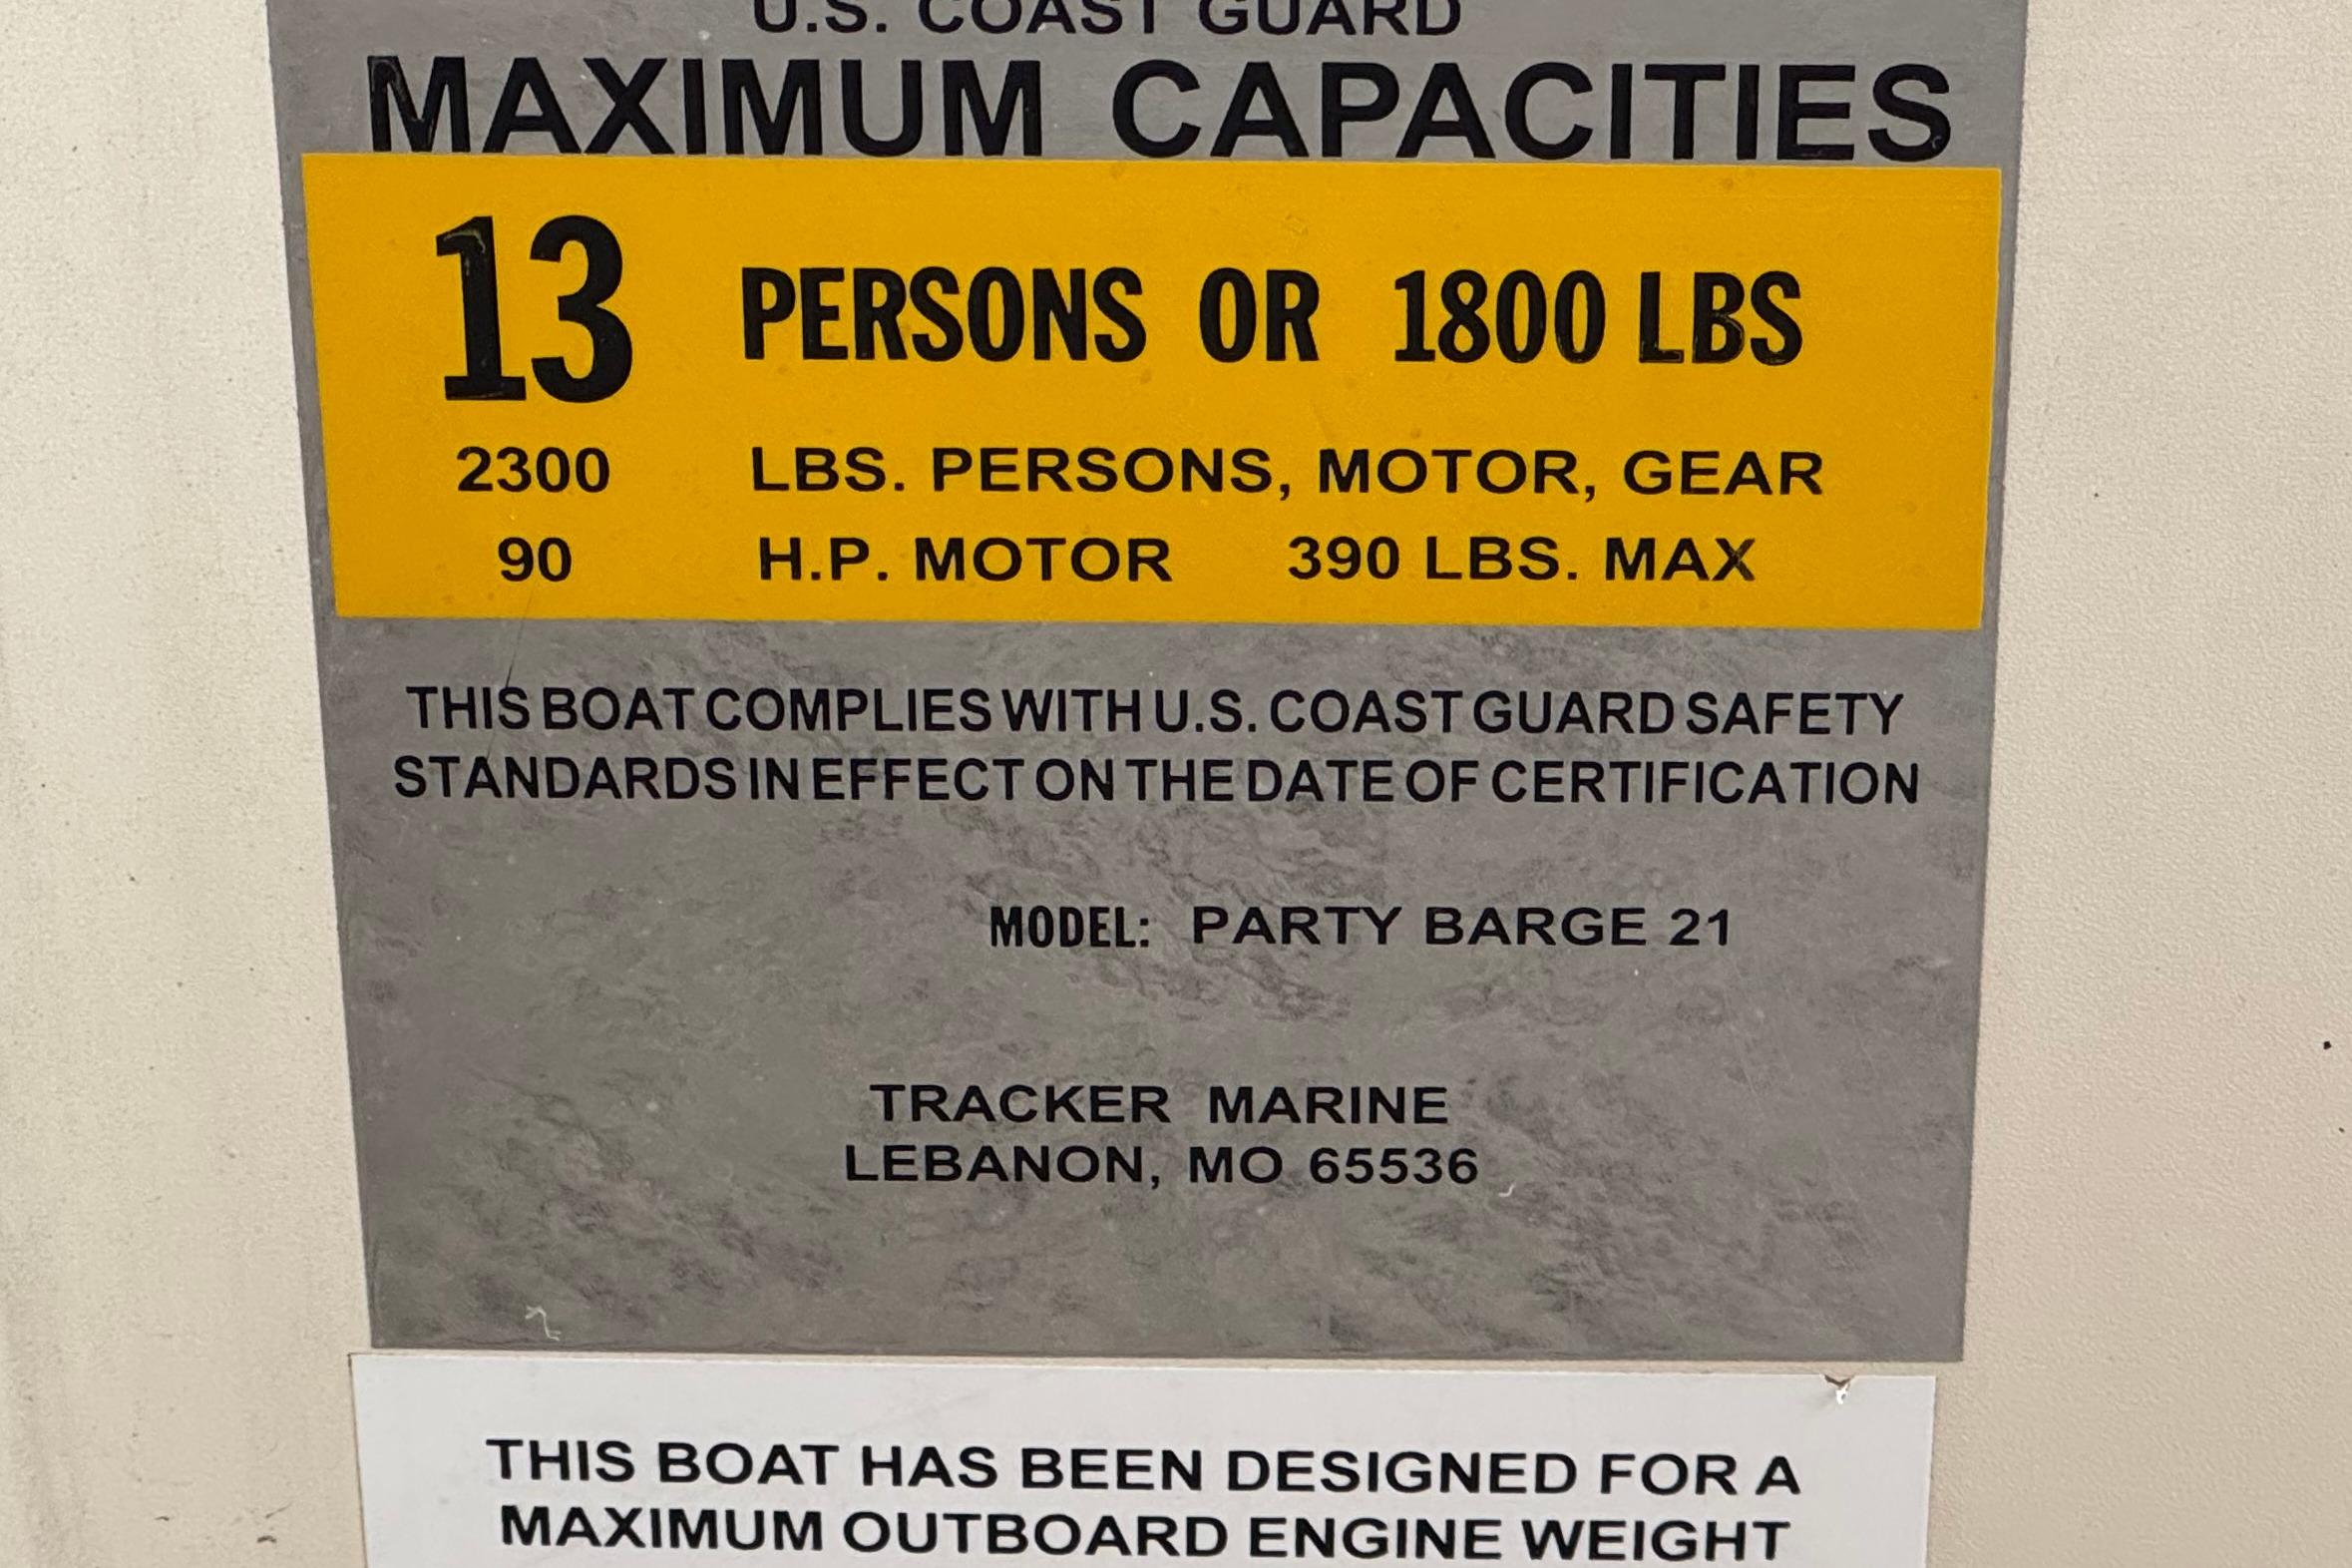 U.S. COAST GUARD
MAXIMUM CAPACITIES
13 PERSONS OR 1800 LBS
2300 LBS. PERSONS, MOTOR, GEAR
90 H.P. MOTOR 390 LBS. MAX
THIS BOAT COMPLIES WITH U.S. COAST GUARD SAFETY
STANDARDS IN EFFECT ON THE DATE OF CERTIFICATION
MODEL: PARTY BARGE 21
TRACKER MARINE
LEBANON, MO 65536
THIS BOAT HAS BEEN DESIGNED FOR A
MAXIMUM OUTBOARD ENGINE WEIGHT